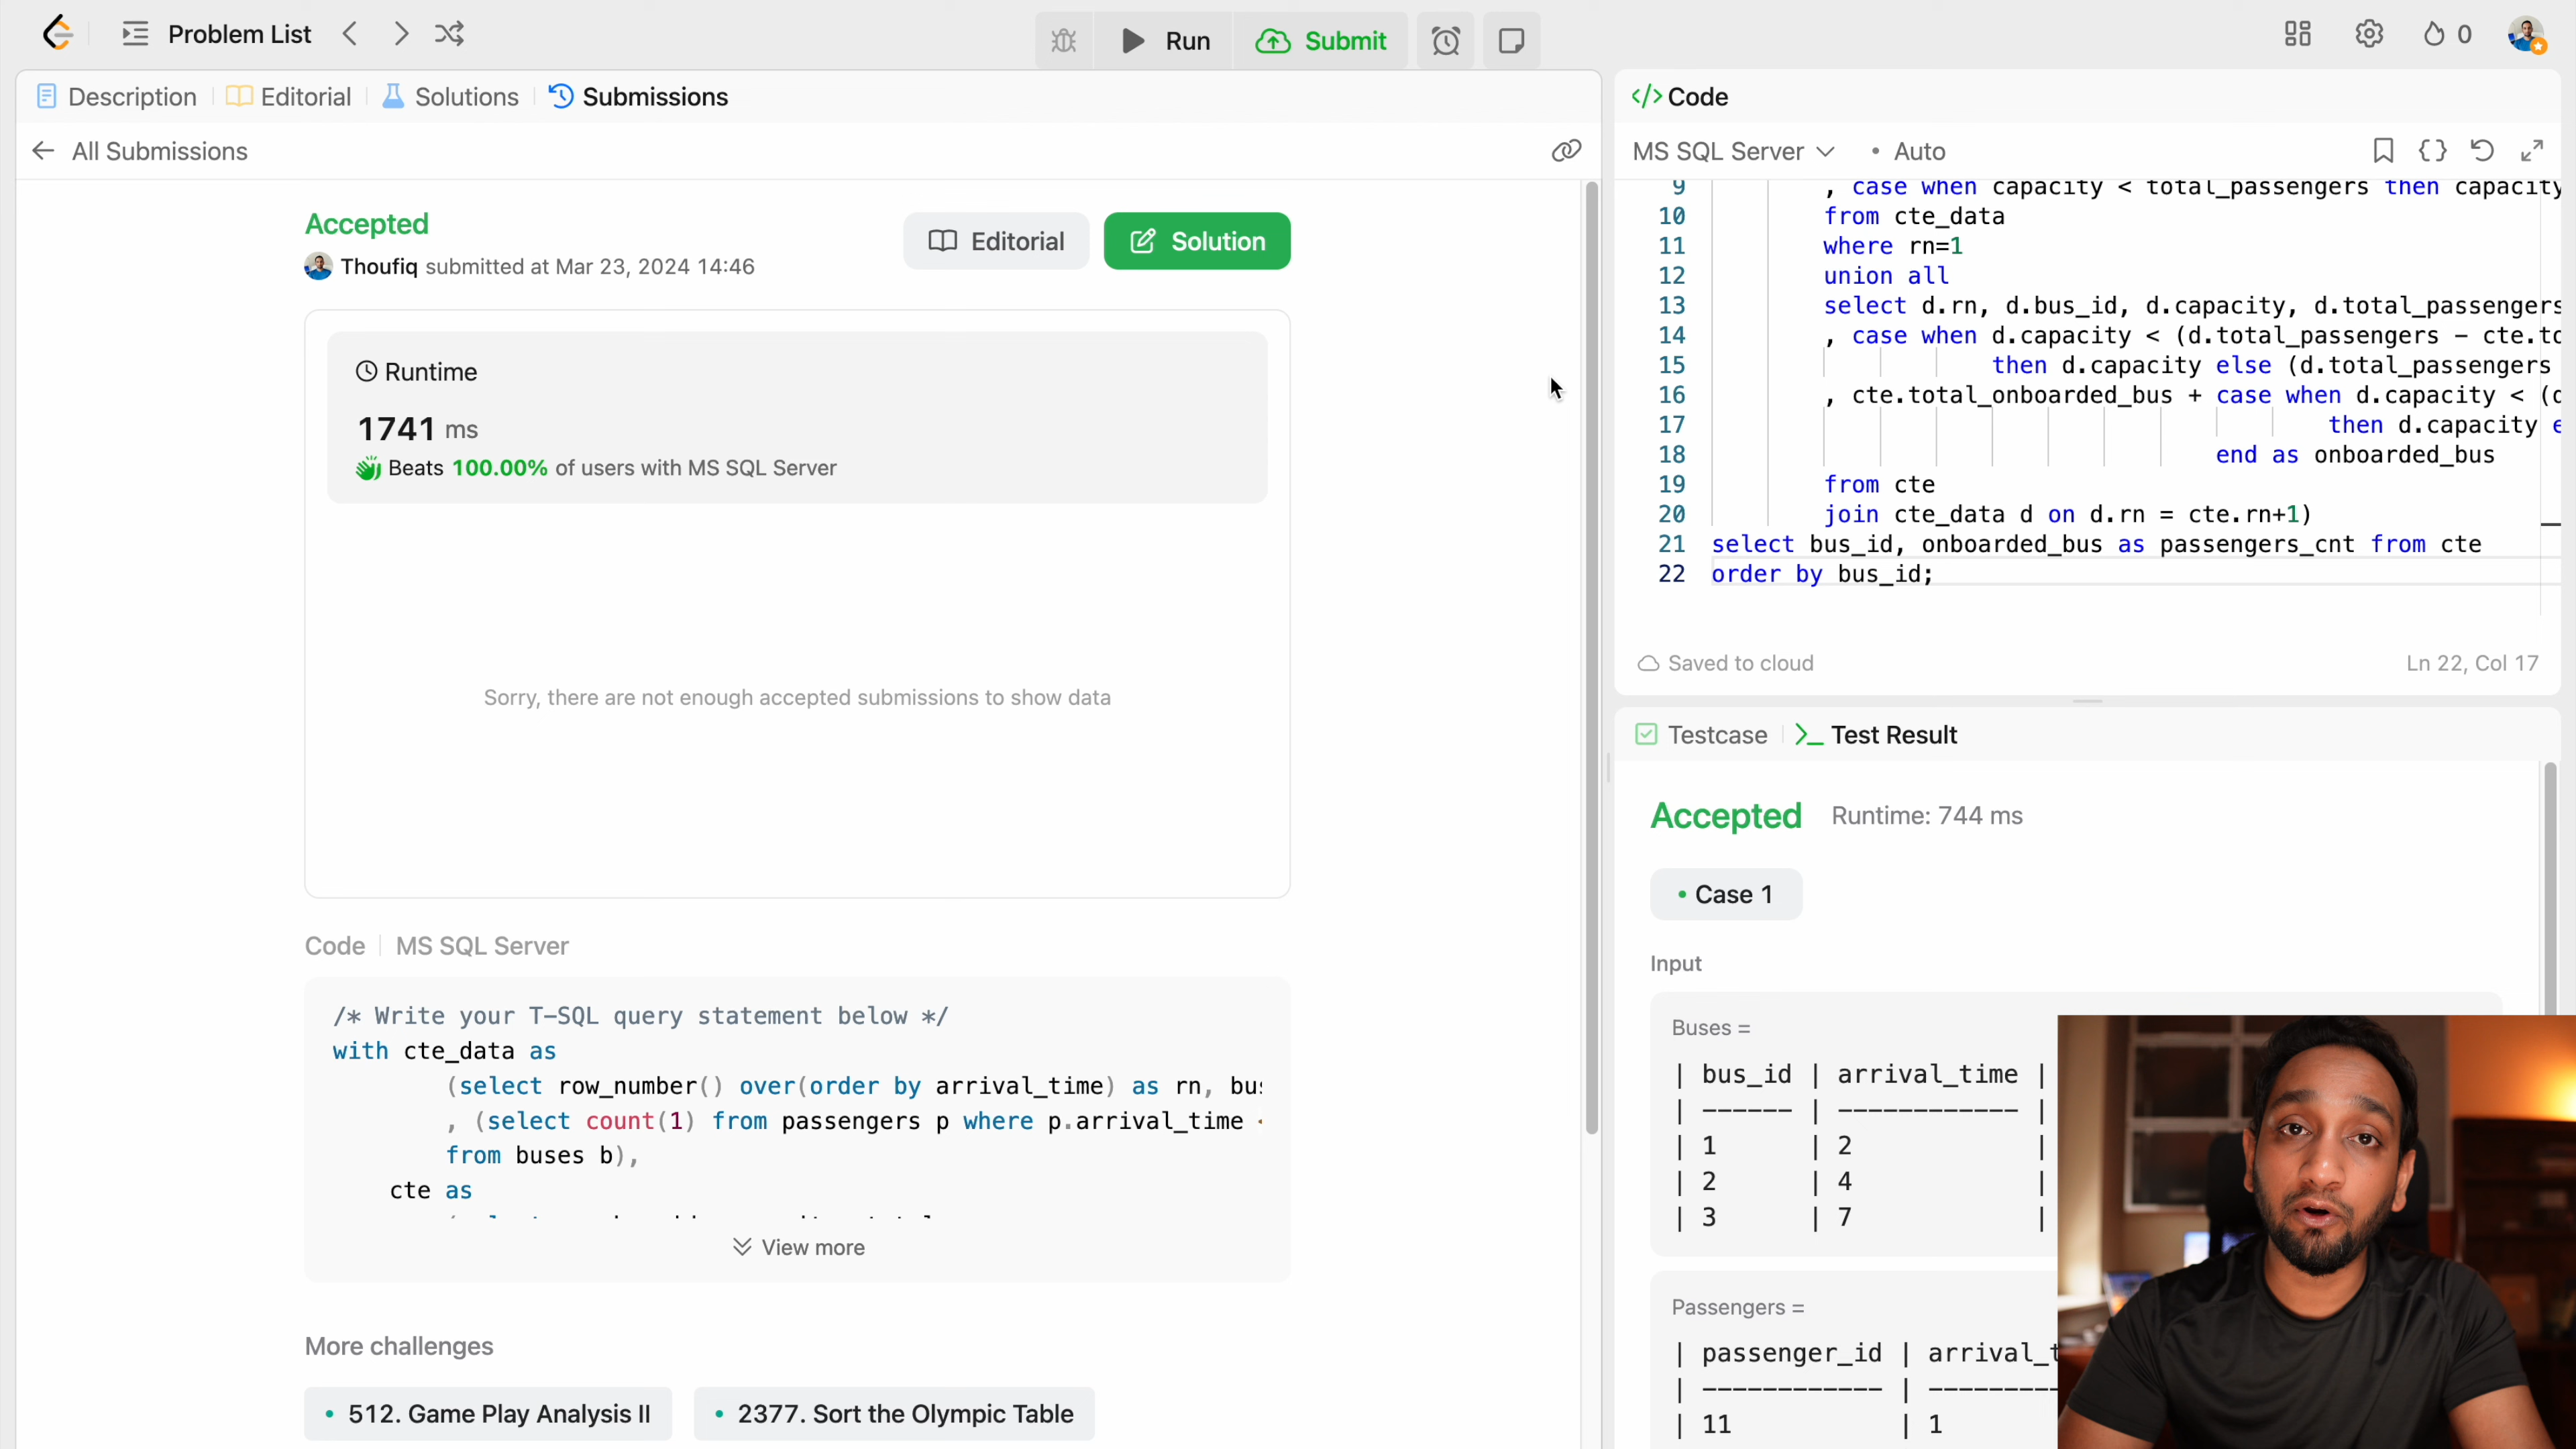 Problem List
Run
Submit
0
Description
Editorial
Solutions
Submissions
All Submissions
Accepted
Thoufiq submitted at Mar 23, 2024 14:46
Editorial
Solution
Runtime
1741 ms
Beats 100.00% of users with MS SQL Server
Sorry, there are not enough accepted submissions to show data
Code
MS SQL Server
/* Write your T-SQL query statement below */
with cte_data as
(select row_number() over(order by arrival_time) as rn, bu
, (select count(1) from passengers p where p.arrival_time
from buses b),
cte as
View more
More challenges
512. Game Play Analysis II
2377. Sort the Olympic Table
</> Code
MS SQL Server
• Auto
9 , case when capacity < total_passengers then capacity
10 from cte_data
11 where rn=1
12 union all
13 select d.rn, d.bus_id, d.capacity, d.total_passengers
14 , case when d.capacity < (d.total_passengers - cte.to
15 then d.capacity else (d.total_passengers
16 , cte.total_onboarded_bus + case when d.capacity < (d
17 then d.capacity e
18 end as onboarded_bus
19 from cte
20 join cte_data d on d.rn = cte.rn+1)
21 select bus_id, onboarded_bus as passengers_cnt from cte
22 order by bus_id;
Saved to cloud
Ln 22, Col 17
Testcase
>_ Test Result
Accepted
Runtime: 744 ms
• Case 1
Input
Buses =
| bus_id | arrival_time |
| ------ | ------------ |
| 1 | 2 |
| 2 | 4 |
| 3 | 7 |
Passengers =
| passenger_id | arrival_t
| ------------ | ---------
| 11 | 1